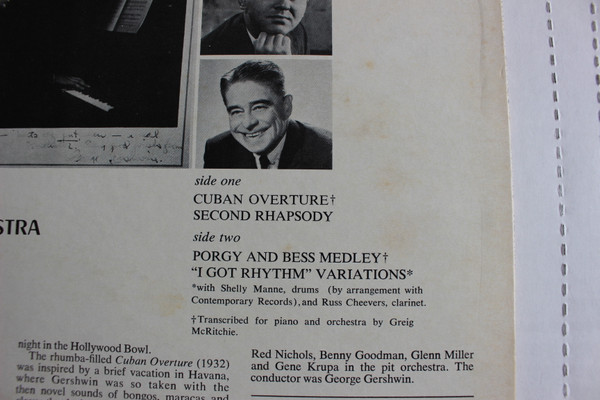 side one
CUBAN OVERTURE†
SECOND RHAPSODY
STRA
side two
PORGY AND BESS MEDLEY†
“I GOT RHYTHM” VARIATIONS*
*with Shelly Manne, drums (by arrangement with
Contemporary Records), and Russ Cheevers, clarinet.
†Transcribed for piano and orchestra by Greig
McRitchie.
night in the Hollywood Bowl.
The rhumba-filled Cuban Overture (1932)
was inspired by a brief vacation in Havana,
where Gershwin was so taken with the
then novel sounds of bongos, maracas and
Red Nichols, Benny Goodman, Glenn Miller
and Gene Krupa in the pit orchestra. The
conductor was George Gershwin.